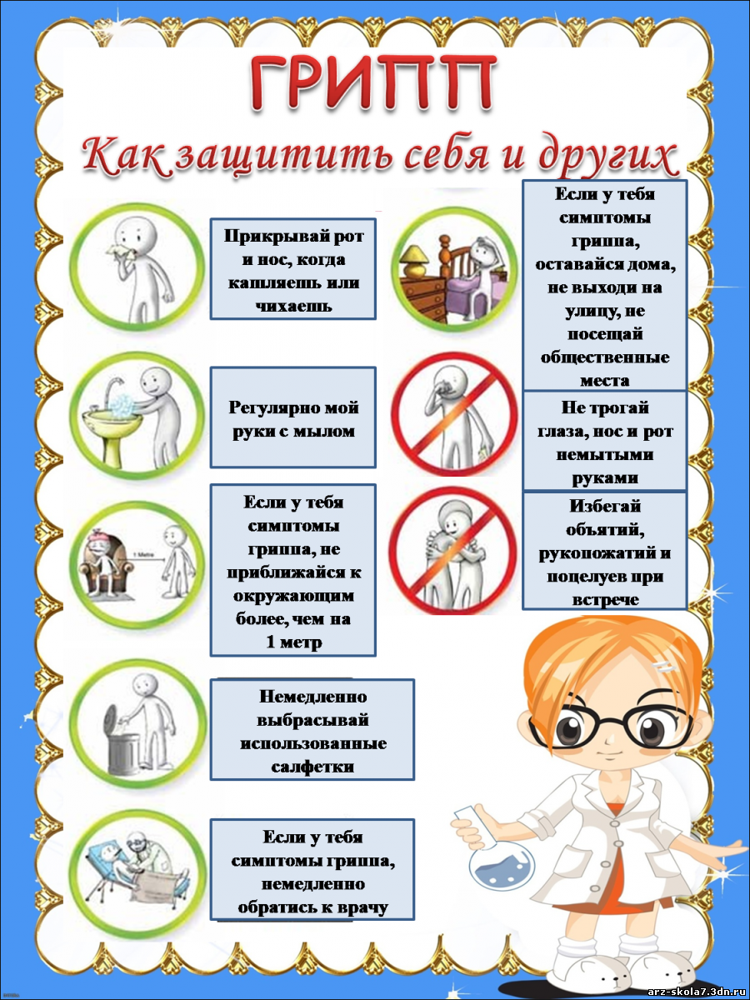 ГРИПП
Как защитить себя и других
Прикрывай рот
и нос, когда
кашляешь или
чихаешь
Регулярно мой
руки с мылом
Если у тебя
симптомы
гриппа, не
приближайся к
окружающим
более, чем на
1 метр
1 Metre
Немедленно
выбрасывай
использованные
салфетки
Если у тебя
симптомы гриппа,
немедленно
обратись к врачу
Если у тебя
симптомы
гриппа,
оставайся дома,
не выходи на
улицу, не
посещай
общественные
места
Не трогай
глаза, нос и рот
немытыми
руками
Избегай
объятий,
рукопожатий и
поцелуев при
встрече
arz-skola7.3dn.ru